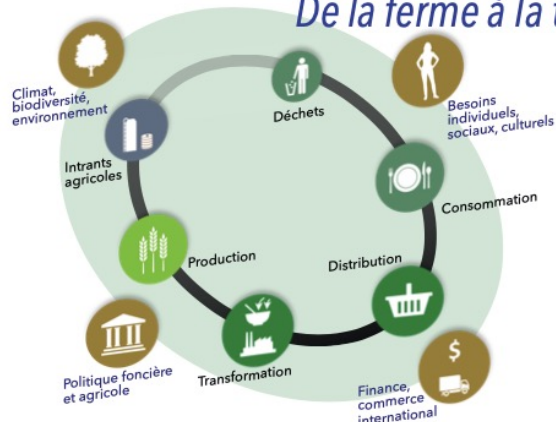 De la ferme à la
Climat,
biodiversité,
environnement
Déchets
Besoins
individuels,
sociaux, culturels
Intrants
agricoles
Consommation
Production
Distribution
Politique foncière
et agricole
Transformation
$
Finance,
commerce
international